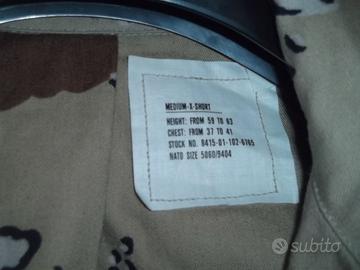 MEDIUM-X-SHORT
HEIGHT: FROM 59 TO 63
CHEST: FROM 37 TO 41
STOCK NO. 8415-01-102-6765
NATO SIZE 5060/9404
subito